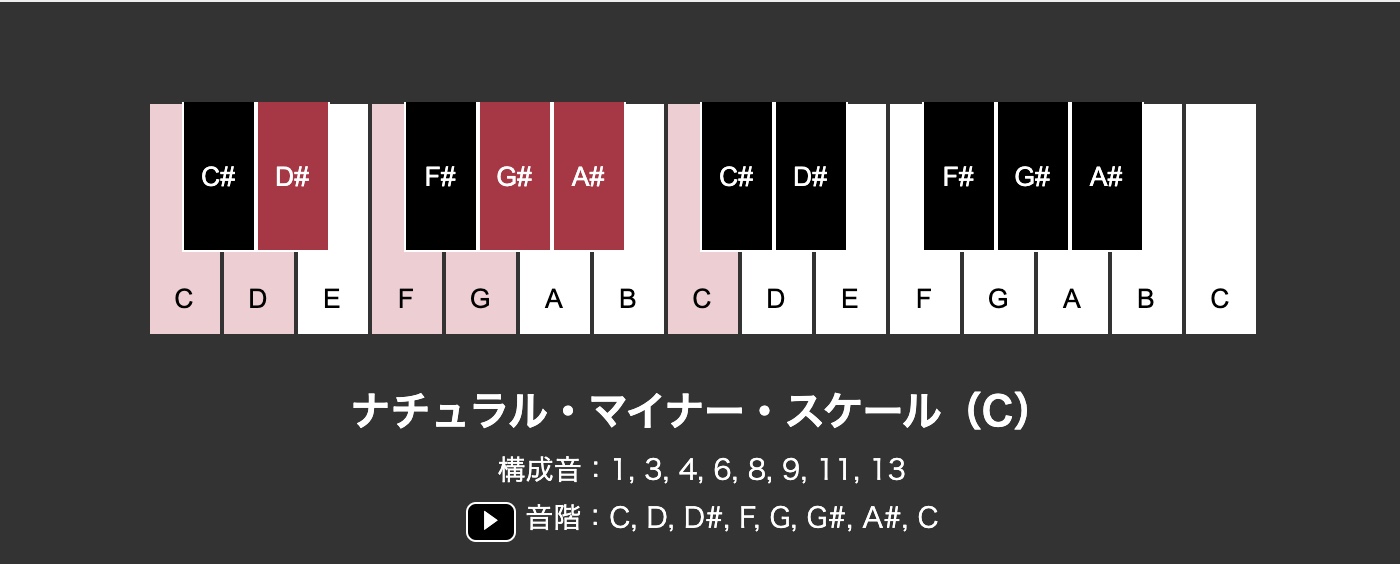 C# D# F# G# A# C# D# F# G# A#
C D E F G A B C D E F G A B C
ナチュラル・マイナー・スケール（C）
構成音：1, 3, 4, 6, 8, 9, 11, 13
音階：C, D, D#, F, G, G#, A#, C